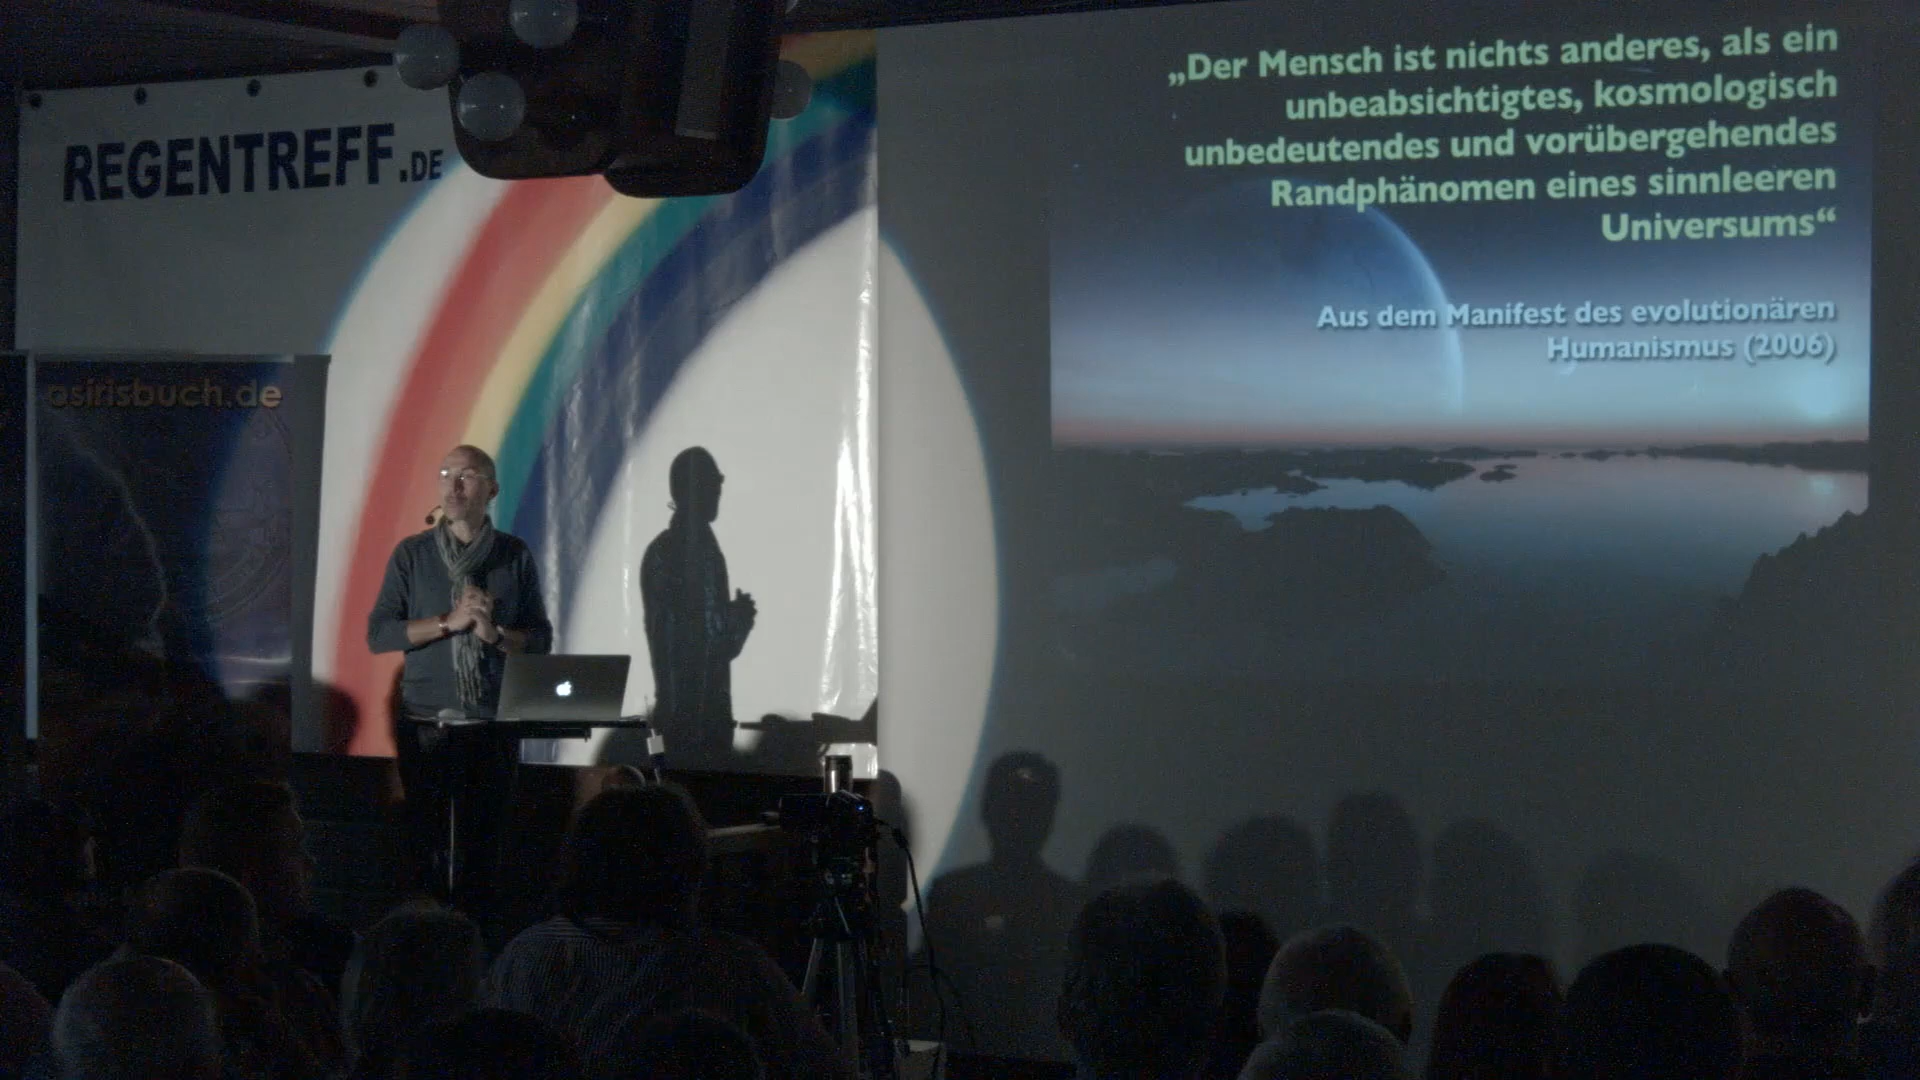 REGENTREFF.DE
osirisbuch.de
„Der Mensch ist nichts anderes, als ein
unbeabsichtigtes, kosmologisch
unbedeutendes und vorübergehendes
Randphänomen eines sinnleeren
Universums“
Aus dem Manifest des evolutionären
Humanismus (2006)